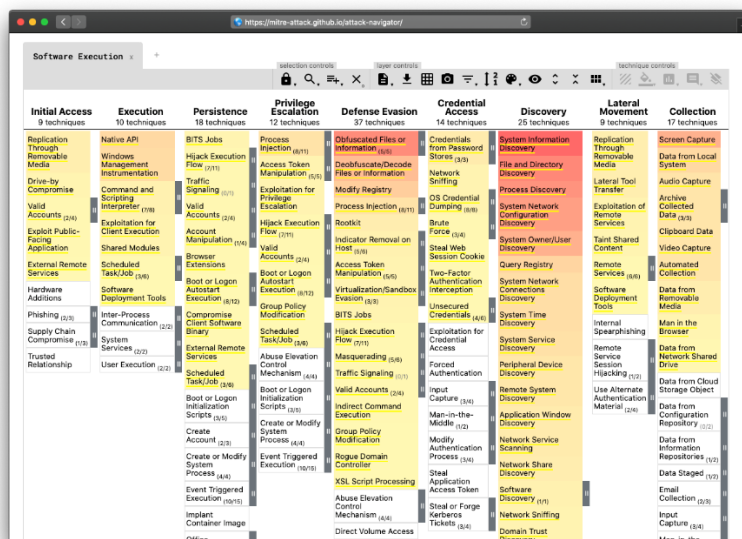 https://mitre-attack.github.io/attack-navigator/
Software Execution x +
selection controls
layer controls
technique controls
Initial Access
9 techniques
Replication
Through
Removable
Media
Drive-by
Compromise
Valid
Accounts (2/4)
Exploit Public-
Facing
Application
External Remote
Services
Hardware
Additions
Phishing (2/3)
Supply Chain
Compromise (1/3)
Trusted
Relationship
Execution
10 techniques
Native API
Windows
Management
Instrumentation
Command and
Scripting
Interpreter (7/8)
Exploitation for
Client Execution
Shared Modules
Scheduled
Task/Job (3/6)
Software
Deployment Tools
Inter-Process
Communication (2/2)
System
Services (2/2)
User Execution (2/2)
Persistence
18 techniques
BITS Jobs
Hijack Execution
Flow (7/11)
Traffic
Signaling (0/1)
Valid
Accounts (2/4)
Account
Manipulation (1/4)
Browser
Extensions
Boot or Logon
Autostart
Execution (8/12)
Compromise
Client Software
Binary
External Remote
Services
Scheduled
Task/Job (3/6)
Boot or Logon
Initialization
Scripts (3/5)
Create
Account (2/3)
Create or Modify
System
Process (4/4)
Event Triggered
Execution (10/15)
Implant
Container Image
Office
Privilege
Escalation
12 techniques
Process
Injection (8/11)
Access Token
Manipulation (5/5)
Exploitation for
Privilege
Escalation
Hijack Execution
Flow (7/11)
Valid
Accounts (2/4)
Boot or Logon
Autostart
Execution (8/12)
Group Policy
Modification
Scheduled
Task/Job (3/6)
Abuse Elevation
Control
Mechanism (4/4)
Boot or Logon
Initialization
Scripts (3/5)
Create or Modify
System
Process (4/4)
Event Triggered
Execution (10/15)
Defense Evasion
37 techniques
Obfuscated Files or
Information (5/5)
Deobfuscate/Decode
Files or Information
Modify Registry
Process Injection (8/11)
Rootkit
Indicator Removal on
Host (6/6)
Access Token
Manipulation (5/5)
Virtualization/Sandbox
Evasion (3/3)
BITS Jobs
Hijack Execution
Flow (7/11)
Masquerading (5/6)
Traffic Signaling (0/1)
Valid Accounts (2/4)
Indirect Command
Execution
Group Policy
Modification
Rogue Domain
Controller
XSL Script Processing
Abuse Elevation
Control
Mechanism (4/4)
Direct Volume Access
Credential
Access
14 techniques
Credentials
from Password
Stores (3/3)
Network
Sniffing
OS Credential
Dumping (8/8)
Brute
Force (3/4)
Steal Web
Session Cookie
Two-Factor
Authentication
Interception
Unsecured
Credentials (4/6)
Exploitation for
Credential
Access
Forced
Authentication
Input
Capture (3/4)
Man-in-the-
Middle (1/2)
Modify
Authentication
Process (3/4)
Steal
Application
Access Token
Steal or Forge
Kerberos
Tickets (3/4)
Discovery
25 techniques
System Information
Discovery
File and Directory
Discovery
Process Discovery
System Network
Configuration
Discovery
System Owner/User
Discovery
Query Registry
System Network
Connections
Discovery
System Time
Discovery
System Service
Discovery
Peripheral Device
Discovery
Remote System
Discovery
Application Window
Discovery
Network Service
Scanning
Network Share
Discovery
Software
Discovery (1/1)
Network Sniffing
Domain Trust
Discovery
Lateral
Movement
9 techniques
Replication
Through
Removable
Media
Lateral Tool
Transfer
Exploitation of
Remote
Services
Taint Shared
Content
Remote
Services (6/6)
Software
Deployment
Tools
Internal
Spearphishing
Remote
Service
Session
Hijacking (1/2)
Use Alternate
Authentication
Material (2/4)
Collection
17 techniques
Screen Capture
Data from Local
System
Audio Capture
Archive
Collected
Data (3/3)
Clipboard Data
Video Capture
Automated
Collection
Data from
Removable
Media
Man in the
Browser
Data from
Network Shared
Drive
Data from Cloud
Storage Object
Data from
Configuration
Repository (0/2)
Data from
Information
Repositories (1/2)
Data Staged (1/2)
Email
Collection (2/3)
Input
Capture (3/4)
Man-in-the-